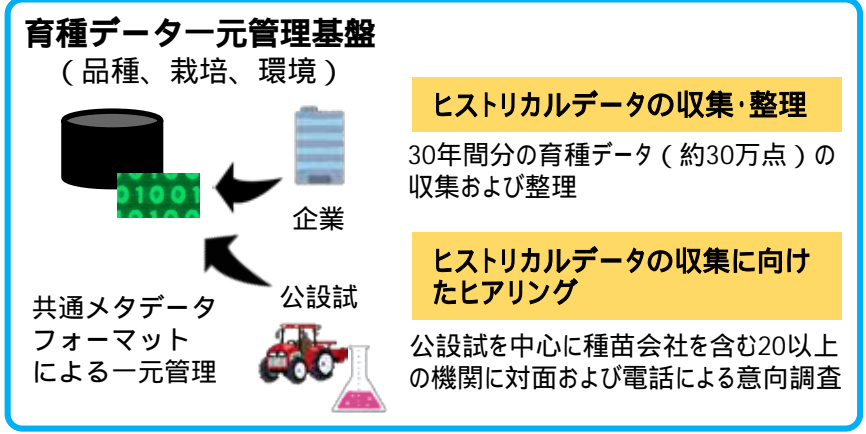 育種データ一元管理基盤
（品種、栽培、環境）
01001
10100
企業
公設試
共通メタデータ
フォーマット
による一元管理
ヒストリカルデータの収集・整理
30年間分の育種データ（約30万点）の
収集および整理
ヒストリカルデータの収集に向け
たヒアリング
公設試を中心に種苗会社を含む20以上
の機関に対面および電話による意向調査